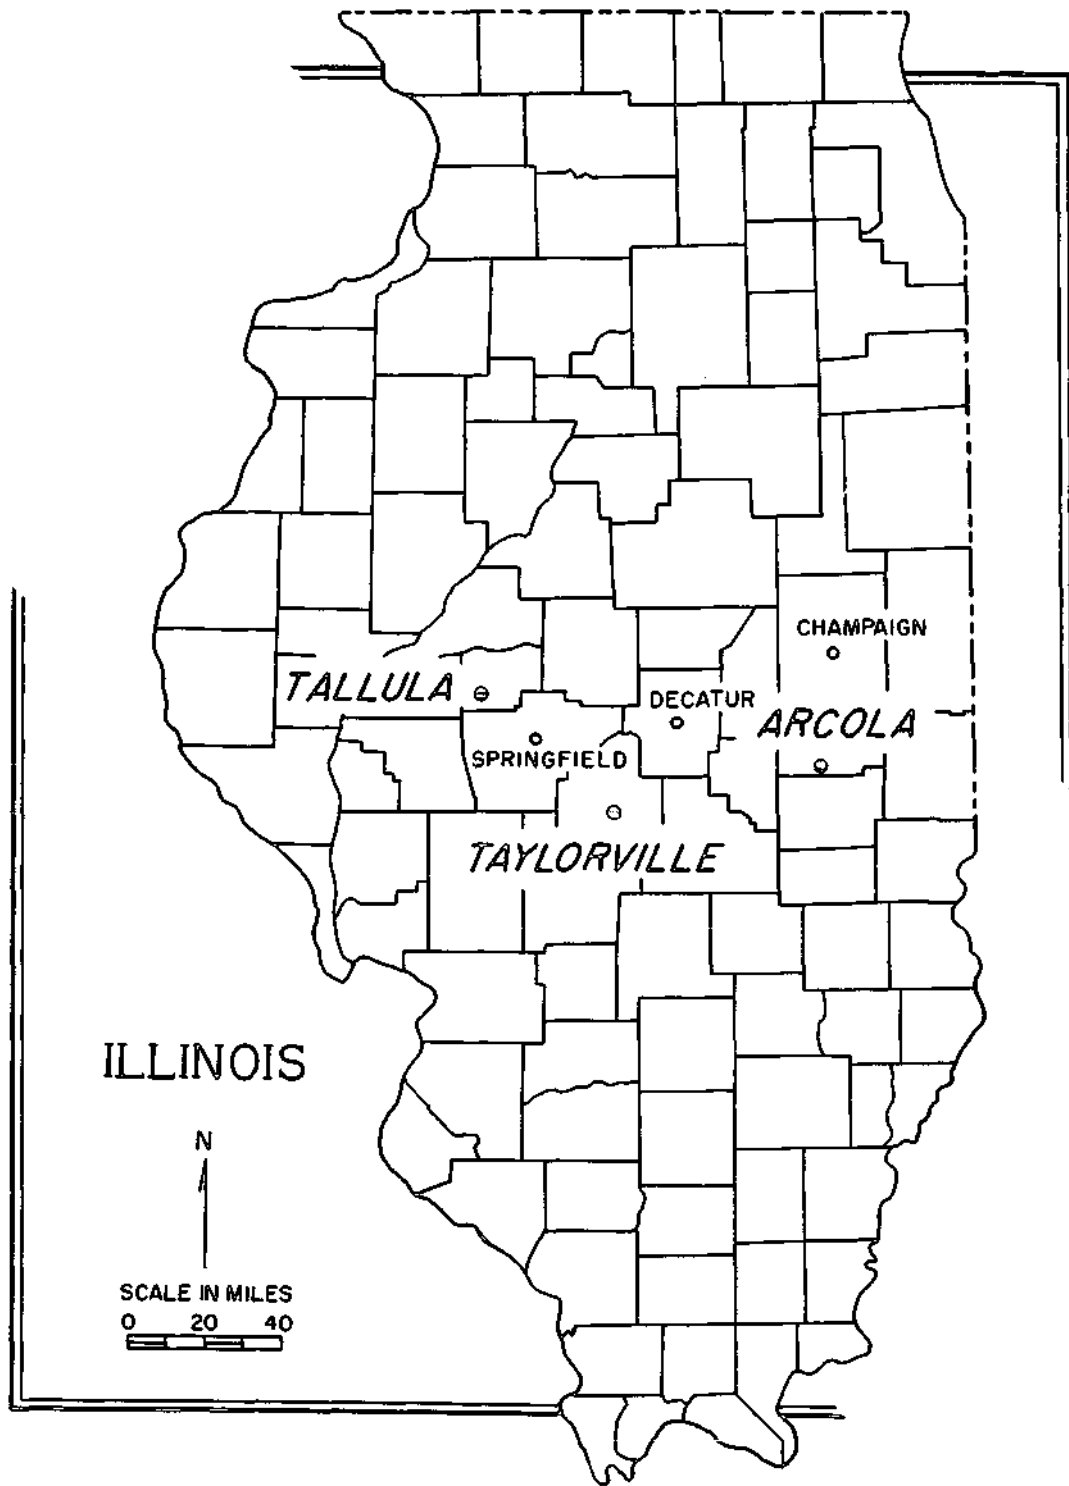 CHAMPAIGN
TALLULA
DECATUR
ARCOLA
SPRINGFIELD
TAYLORVILLE
ILLINOIS
N
SCALE IN MILES
0 20 40